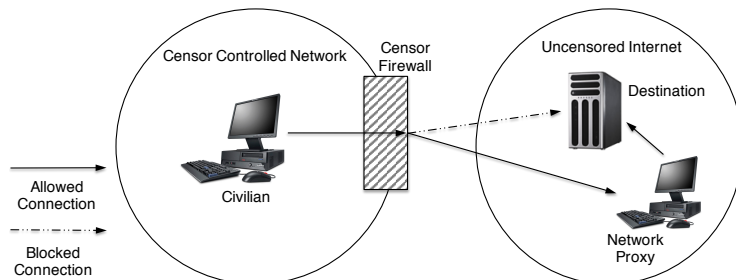 Censor Controlled Network
Censor
Firewall
Uncensored Internet
Destination
Civilian
Allowed
Connection
Blocked
Connection
Network
Proxy